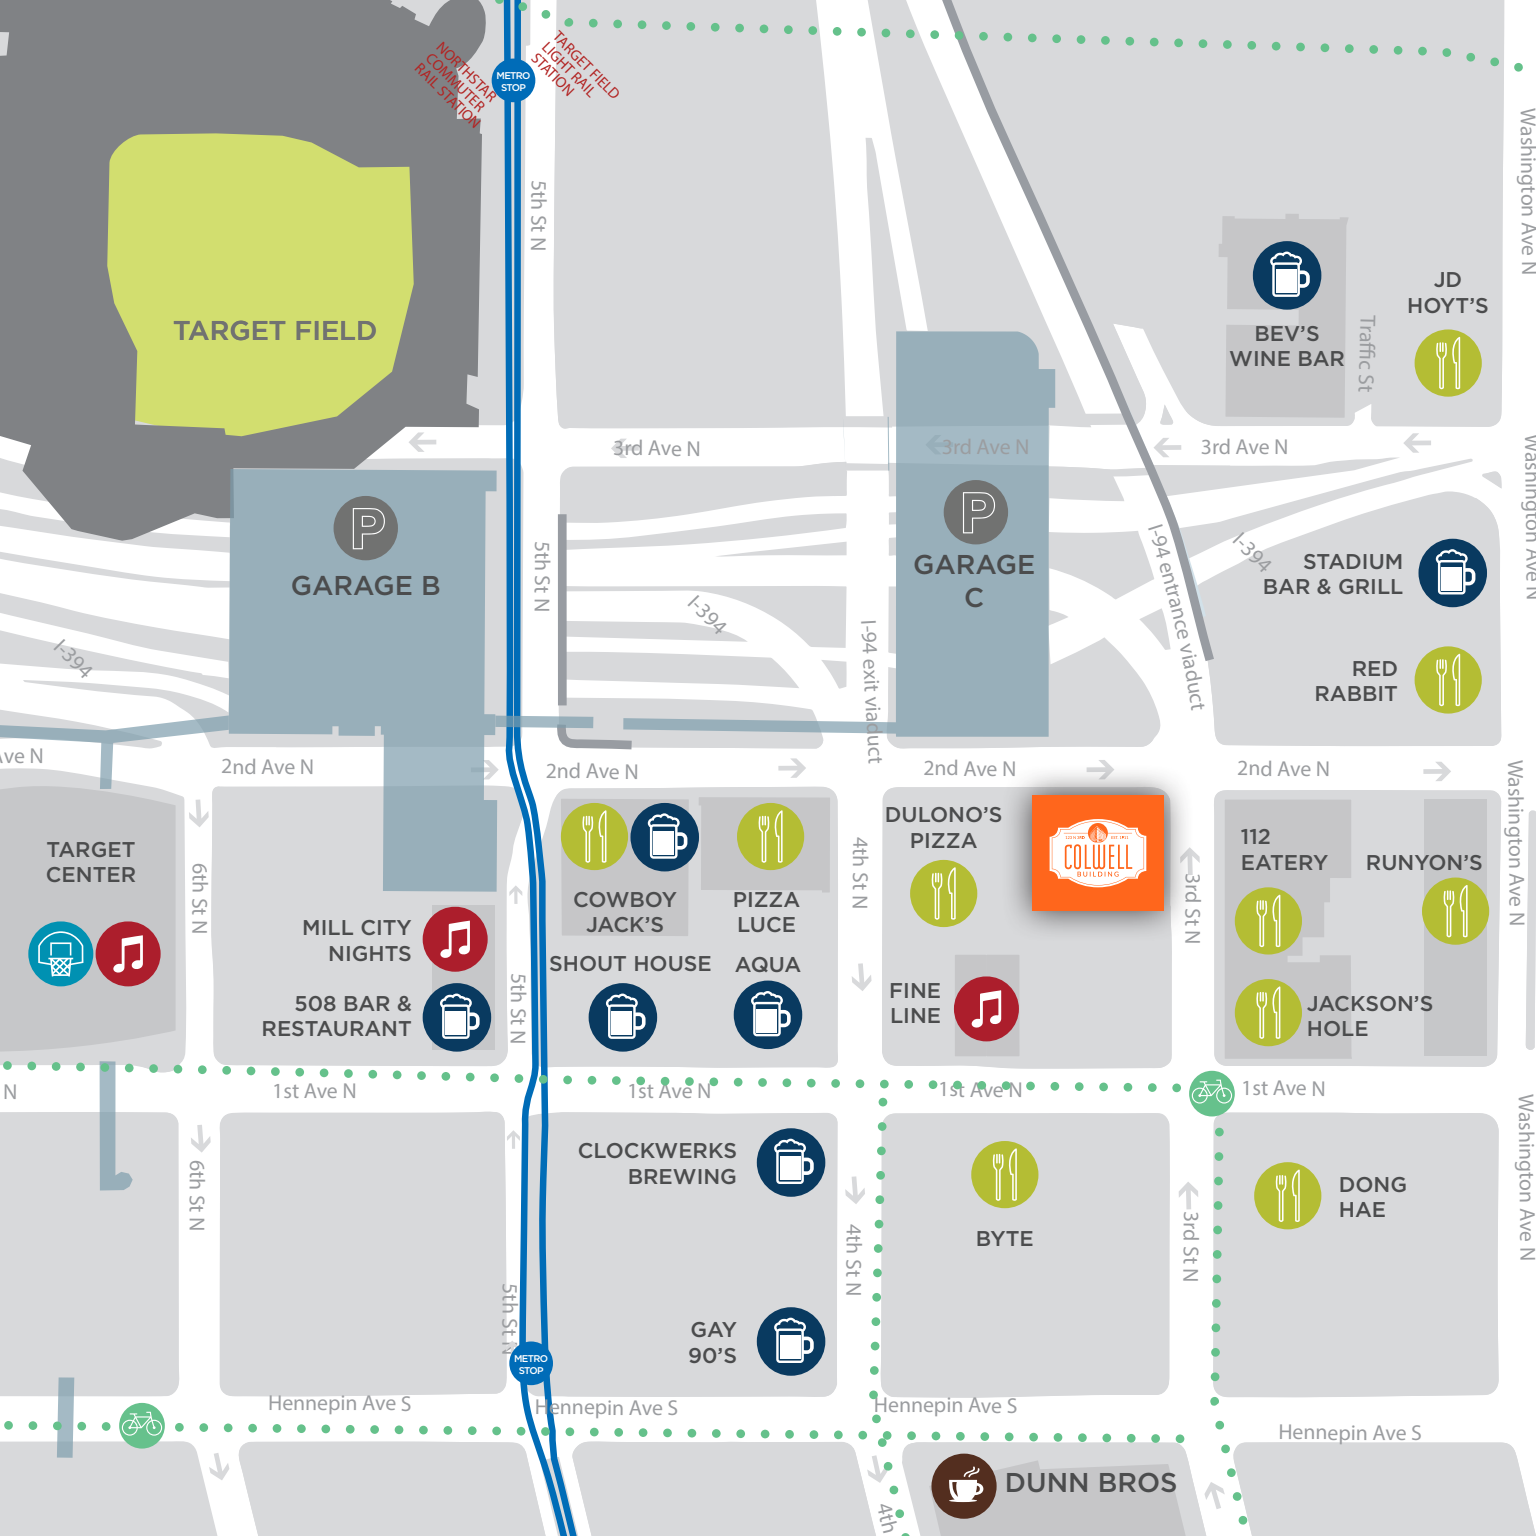 NORTHSTAR
COMMUTER
RAIL STATION
METRO
STOP
TARGET FIELD
LIGHT RAIL
STATION
Washington Ave N
5th St N
TARGET FIELD
BEV'S
WINE BAR
JD
HOYT'S
Traffic St
3rd Ave N
3rd Ave N
3rd Ave N
Washington Ave N
P
GARAGE B
5th St N
P
GARAGE
C
I-94 entrance viaduct
I-394
STADIUM
BAR & GRILL
I-394
I-394
I-94 exit viaduct
RED
RABBIT
ve N
2nd Ave N
2nd Ave N
2nd Ave N
2nd Ave N
Washington Ave N
TARGET
CENTER
6th St N
MILL CITY
NIGHTS
508 BAR &
RESTAURANT
5th St N
COWBOY
JACK'S
PIZZA
LUCE
SHOUT HOUSE
AQUA
4th St N
DULONO'S
PIZZA
COLWELL
BUILDING
FINE
LINE
3rd St N
112
EATERY
RUNYON'S
JACKSON'S
HOLE
N
1st Ave N
1st Ave N
1st Ave N
1st Ave N
Washington Ave N
6th St N
CLOCKWERKS
BREWING
4th St N
BYTE
3rd St N
DONG
HAE
5th St N
GAY
90'S
METRO
STOP
Hennepin Ave S
Hennepin Ave S
Hennepin Ave S
Hennepin Ave S
4th
DUNN BROS